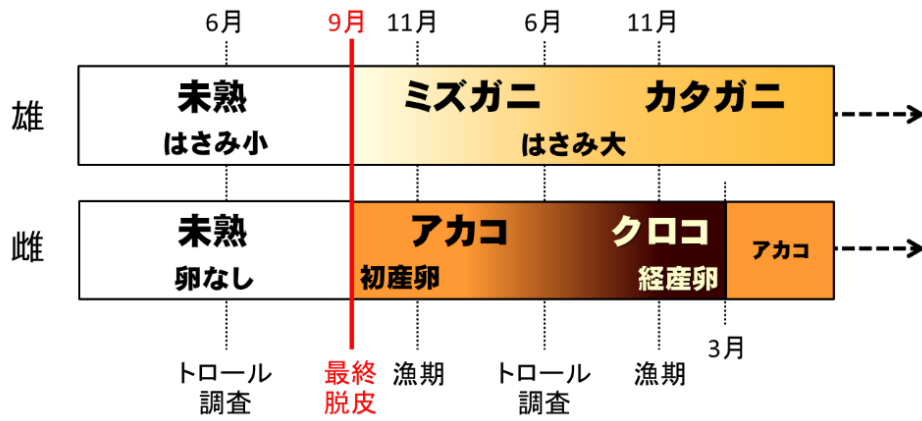 6月 9月 11月 6月 11月
雄
未熟 ミズガニ カタガニ
はさみ小 はさみ大
雌
未熟 アカコ クロコ アカコ
卵なし 初産卵 経産卵
3月
トロール 最終 漁期 トロール 漁期
調査 脱皮 調査